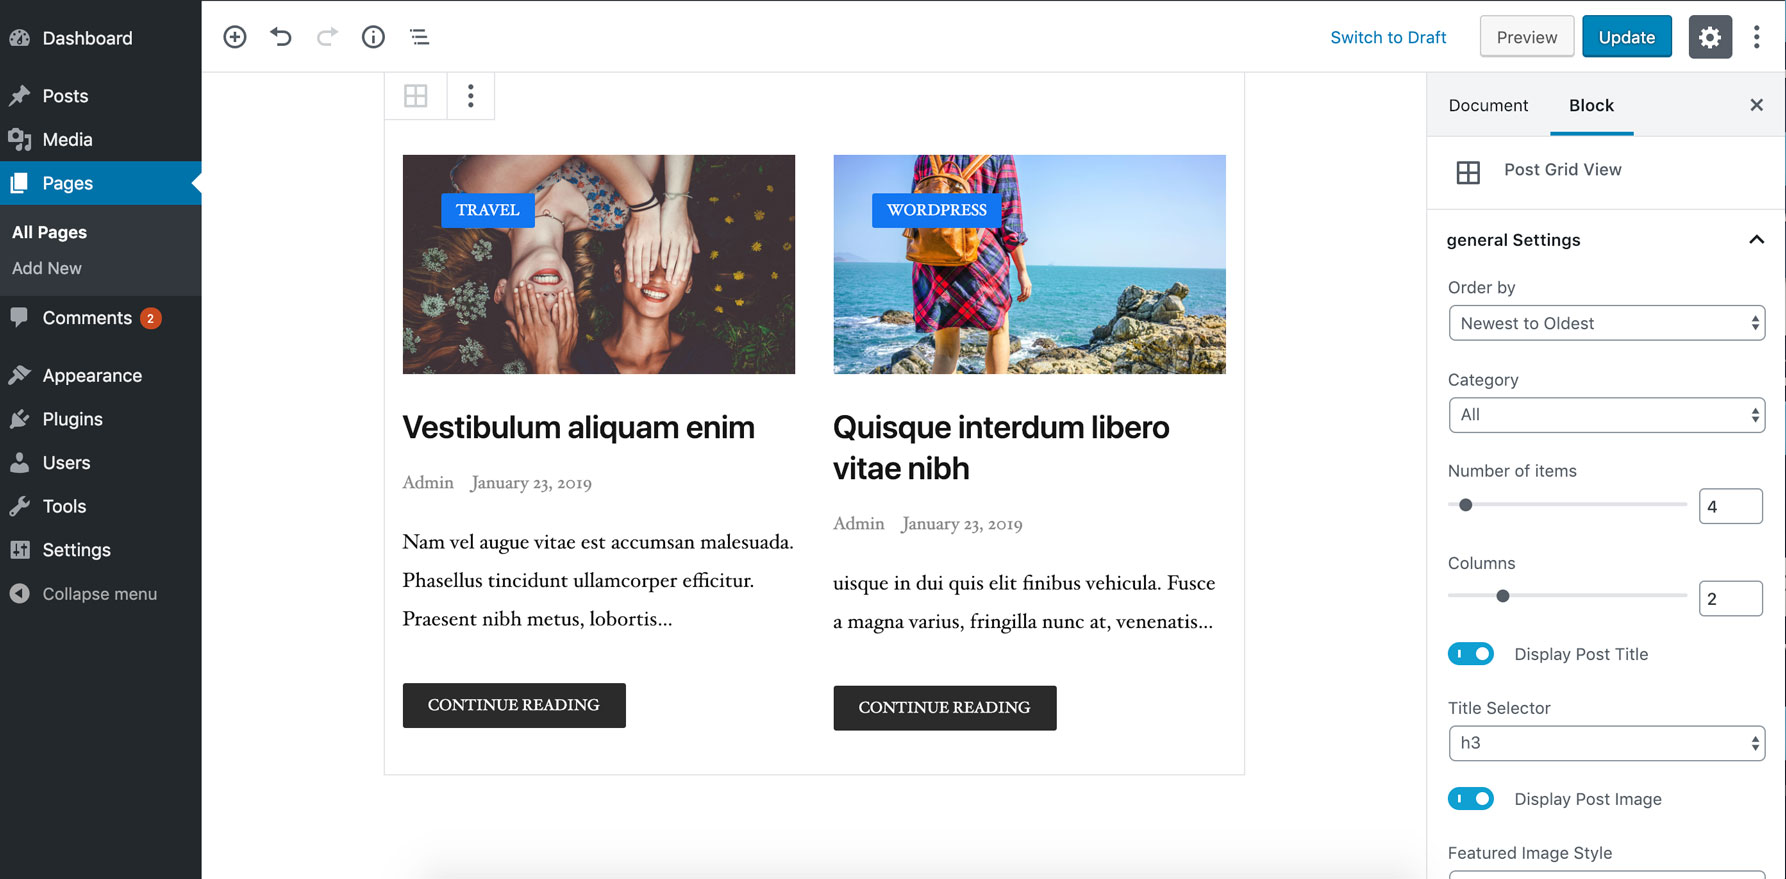 Dashboard
Posts
Media
Pages
All Pages
Add New
Comments 2
Appearance
Plugins
Users
Tools
Settings
Collapse menu
Switch to Draft
Preview
Update
TRAVEL
Vestibulum aliquam enim
Admin January 23, 2019
Nam vel augue vitae est accumsan malesuada.
Phasellus tincidunt ullamcorper efficitur.
Praesent nibh metus, lobortis...
CONTINUE READING
WORDPRESS
Quisque interdum libero
vitae nibh
Admin January 23, 2019
uisque in dui quis elit finibus vehicula. Fusce
a magna varius, fringilla nunc at, venenatis...
CONTINUE READING
Document
Block
Post Grid View
general Settings
Order by
Newest to Oldest
Category
All
Number of items
4
Columns
2
Display Post Title
Title Selector
h3
Display Post Image
Featured Image Style